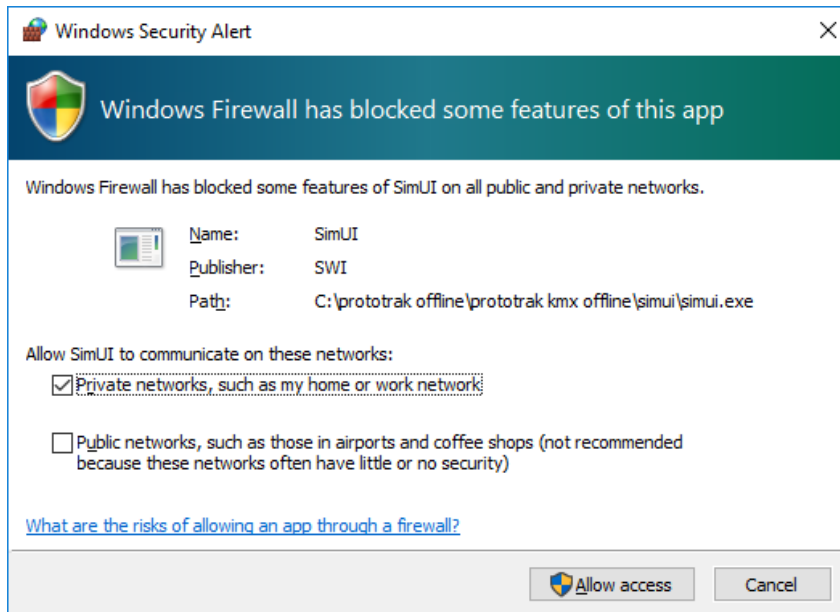 Windows Security Alert
Windows Firewall has blocked some features of this app
Windows Firewall has blocked some features of SimUI on all public and private networks.
Name: SimUI
Publisher: SWI
Path: C:\prototrak offline\prototrak kmx offline\simui\simui.exe
Allow SimUI to communicate on these networks:
Private networks, such as my home or work network
Public networks, such as those in airports and coffee shops (not recommended
because these networks often have little or no security)
What are the risks of allowing an app through a firewall?
Allow access Cancel